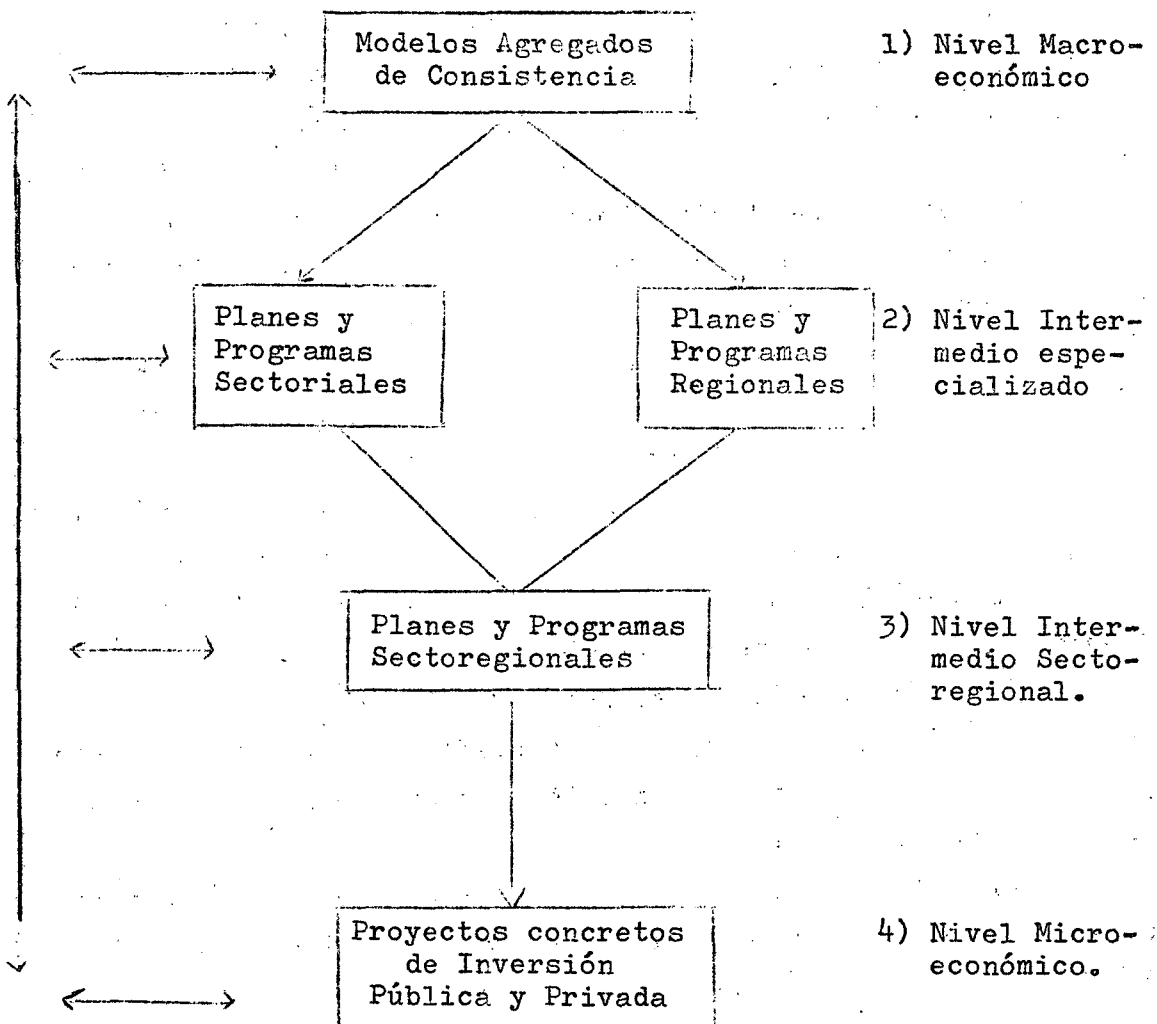 Modelos Agregados
de Consistencia
1) Nivel Macro-
económico
Planes y
Programas
Sectoriales
Planes y
Programas
Regionales
2) Nivel Inter-
medio espe-
cializado
Planes y Programas
Sectoregionales
3) Nivel Inter-
medio Secto-
regional.
Proyectos concretos
de Inversión
Pública y Privada
4) Nivel Micro-
económico.